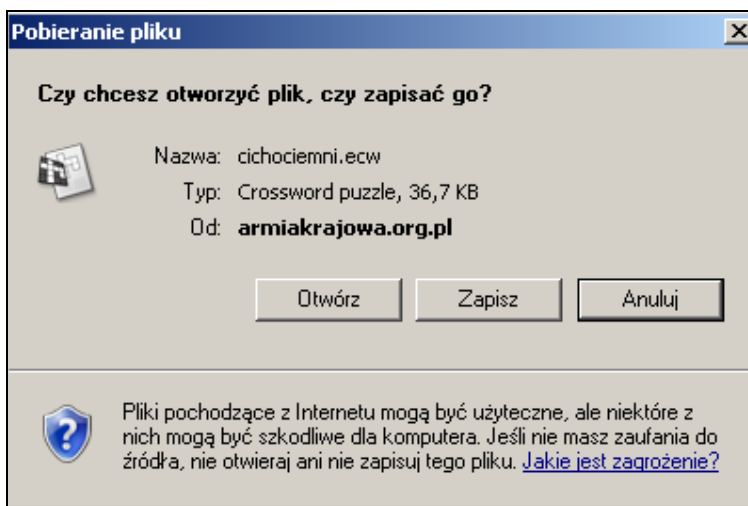 Pobieranie pliku
Czy chcesz otworzyć plik, czy zapisać go?
Nazwa: cichociemni.ecw
Typ: Crossword puzzle, 36,7 KB
Od: armiakrajowa.org.pl
Otwórz Zapisz Anuluj
Pliki pochodzące z Internetu mogą być użyteczne, ale niektóre z
nich mogą być szkodliwe dla komputera. Jeśli nie masz zaufania do
źródła, nie otwieraj ani nie zapisuj tego pliku. Jakie jest zagrożenie?